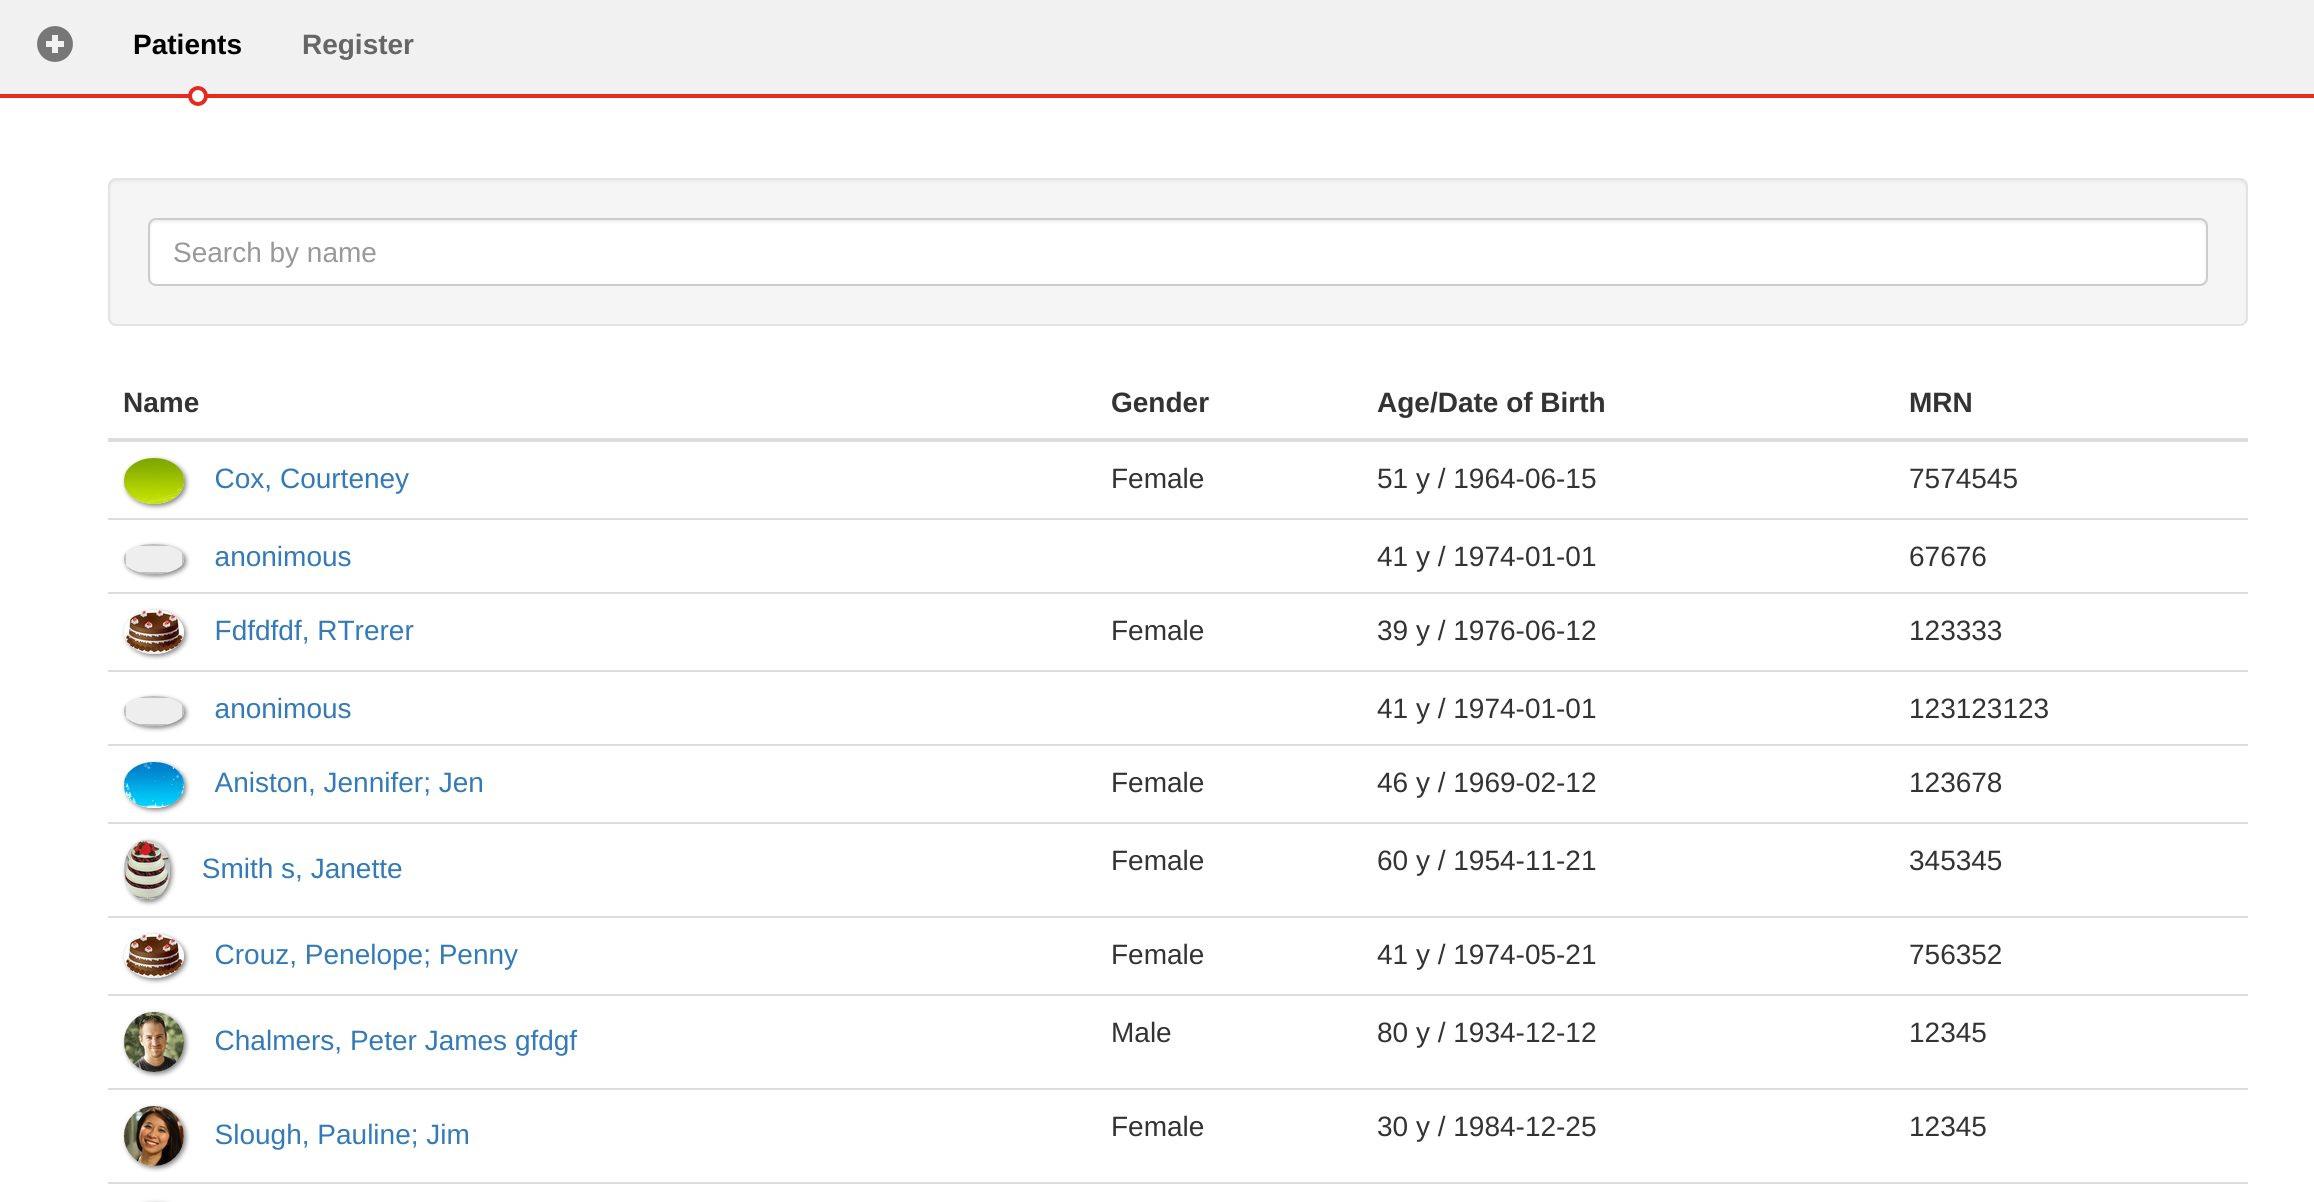 Patients Register
Search by name
Name Gender Age/Date of Birth MRN
Cox, Courteney Female 51 y / 1964-06-15 7574545
anonimous 41 y / 1974-01-01 67676
Fdfdfdf, RTrerer Female 39 y / 1976-06-12 123333
anonimous 41 y / 1974-01-01 123123123
Aniston, Jennifer; Jen Female 46 y / 1969-02-12 123678
Smith s, Janette Female 60 y / 1954-11-21 345345
Crouz, Penelope; Penny Female 41 y / 1974-05-21 756352
Chalmers, Peter James gfdgf Male 80 y / 1934-12-12 12345
Slough, Pauline; Jim Female 30 y / 1984-12-25 12345